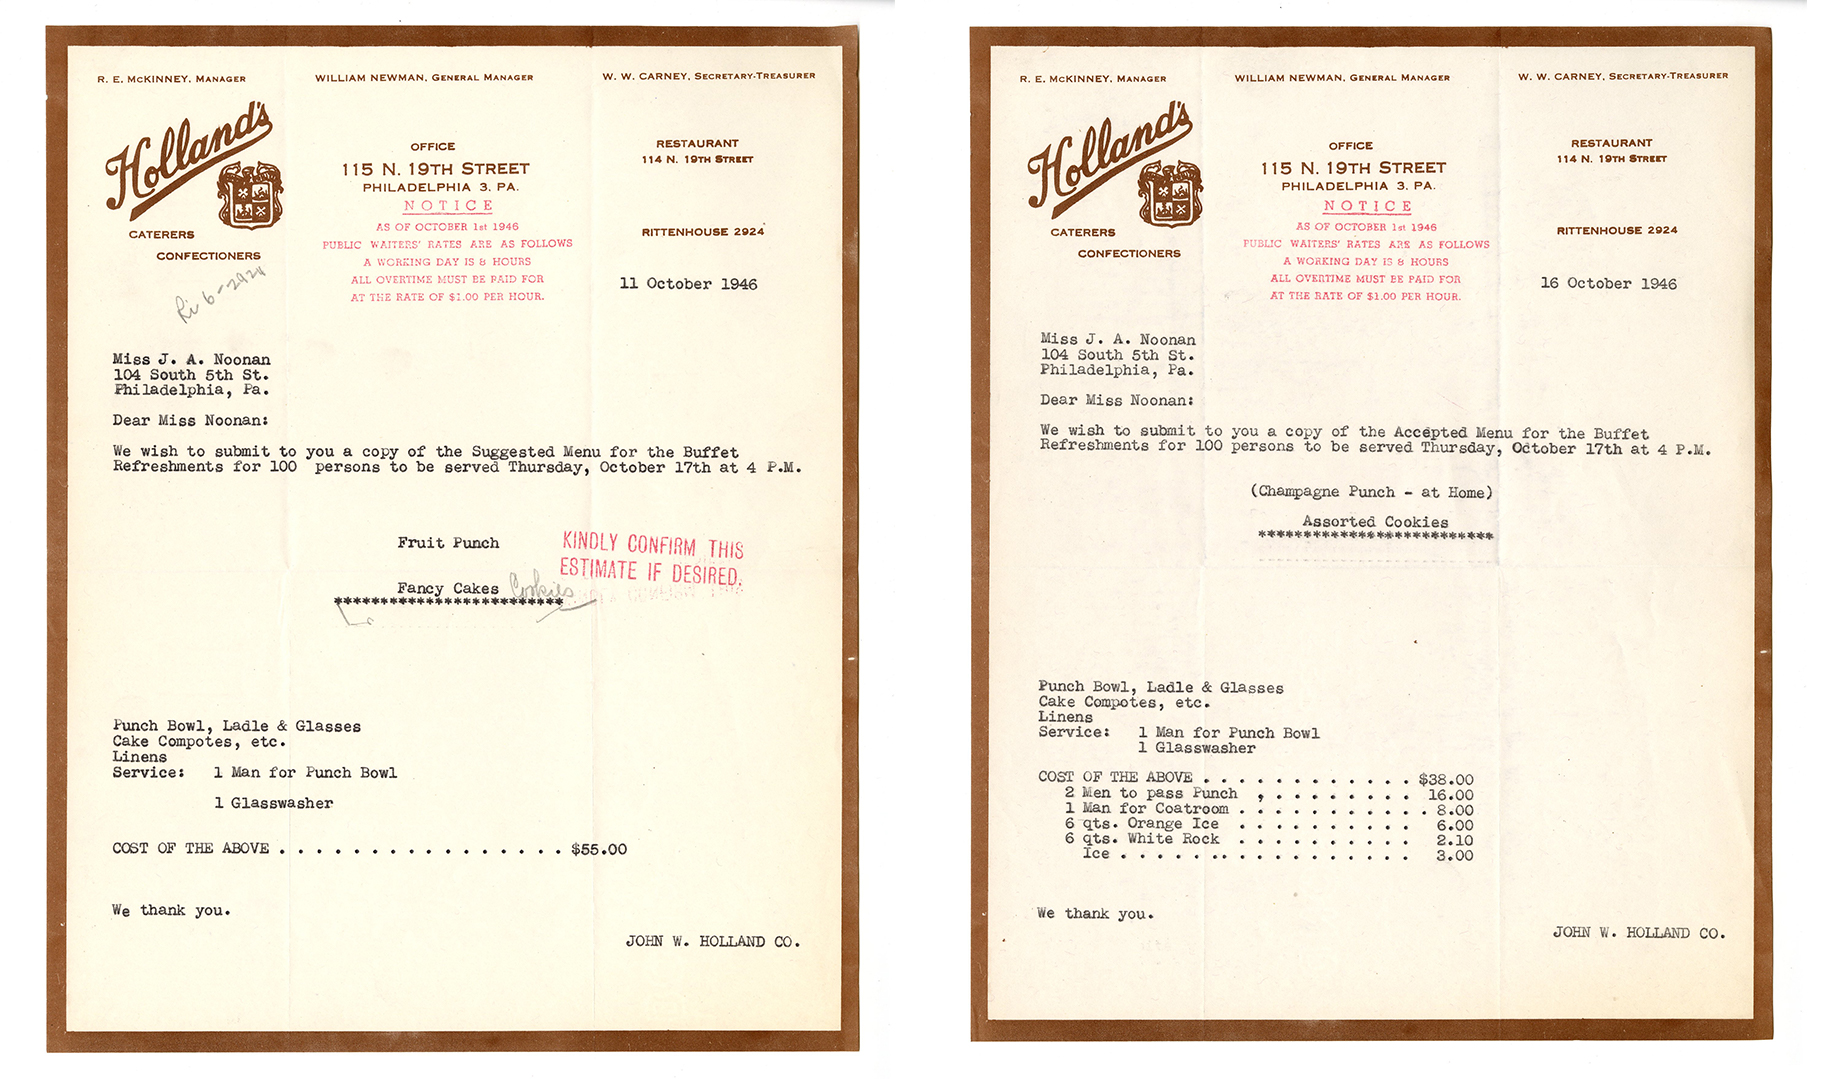 R. E. McKINNEY, MANAGER
WILLIAM NEWMAN, GENERAL MANAGER
W. W. CARNEY, SECRETARY-TREASURER
Holland's
CATERERS
CONFECTIONERS
OFFICE
115 N. 19TH STREET
PHILADELPHIA 3. PA.
NOTICE
AS OF OCTOBER 1st 1946
PUBLIC WAITERS' RATES ARE AS FOLLOWS
A WORKING DAY IS 8 HOURS
ALL OVERTIME MUST BE PAID FOR
AT THE RATE OF $1.00 PER HOUR.
RESTAURANT
114 N. 19TH STREET
RITTENHOUSE 2924
11 October 1946
Ri 6-2924
Miss J. A. Noonan
104 South 5th St.
Philadelphia, Pa.
Dear Miss Noonan:
We wish to submit to you a copy of the Suggested Menu for the Buffet
Refreshments for 100 persons to be served Thursday, October 17th at 4 P.M.
Fruit Punch
KINDLY CONFIRM THIS
ESTIMATE IF DESIRED.
Fancy Cakes Cookies
*************************
Punch Bowl, Ladle & Glasses
Cake Compotes, etc.
Linens
Service: 1 Man for Punch Bowl
1 Glasswasher
COST OF THE ABOVE . . . . . . . . . . . . . . . . $55.00
We thank you.
JOHN W. HOLLAND CO.
R. E. McKINNEY, MANAGER
WILLIAM NEWMAN, GENERAL MANAGER
W. W. CARNEY, SECRETARY-TREASURER
Holland's
CATERERS
CONFECTIONERS
OFFICE
115 N. 19TH STREET
PHILADELPHIA 3. PA.
NOTICE
AS OF OCTOBER 1st 1946
PUBLIC WAITERS' RATES ARE AS FOLLOWS
A WORKING DAY IS 8 HOURS
ALL OVERTIME MUST BE PAID FOR
AT THE RATE OF $1.00 PER HOUR.
RESTAURANT
114 N. 19TH STREET
RITTENHOUSE 2924
16 October 1946
Miss J. A. Noonan
104 South 5th St.
Philadelphia, Pa.
Dear Miss Noonan:
We wish to submit to you a copy of the Accepted Menu for the Buffet
Refreshments for 100 persons to be served Thursday, October 17th at 4 P.M.
(Champagne Punch - at Home)
Assorted Cookies
**************************
Punch Bowl, Ladle & Glasses
Cake Compotes, etc.
Linens
Service: 1 Man for Punch Bowl
1 Glasswasher
COST OF THE ABOVE . . . . . . . . . . . . $38.00
2 Men to pass Punch , . . . . . . . . . 16.00
1 Man for Coatroom . . . . . . . . . . . 8.00
6 qts. Orange Ice . . . . . . . . . . 6.00
6 qts. White Rock . . . . . . . . . . 2.10
Ice . . . . . . . . . . . . . . . . . 3.00
We thank you.
JOHN W. HOLLAND CO.